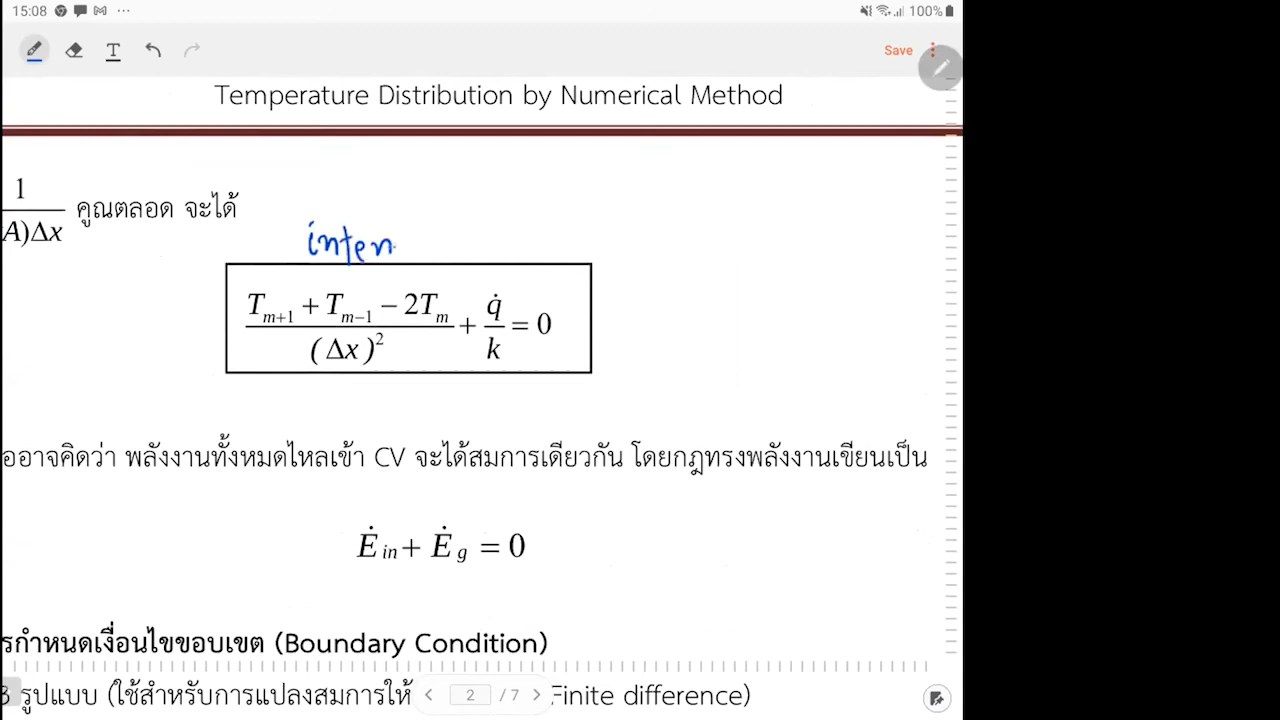 15:08 ... 100%
T Save
Temperature Distribution by Numerical Method
1
A)Δx คูณตลอด จะได้
inten
T_{m+1} + T_{m-1} − 2T_m / (Δx)^2 + q̇ / k = 0
ออาจคิดว่า พลังงานทั้งหมดไหลเข้า CV จะได้สมการเดียวกัน โดยกฎทรงพลังงานเขียนเป็น
Ė_{in} + Ė_g = 0
รกำหนดเงื่อนไขขอบเขต (Boundary Condition)
3 รูปแบบ (ใช้สำหรับการแปลงสมการให้ < 2 / 7 > Finite difference)